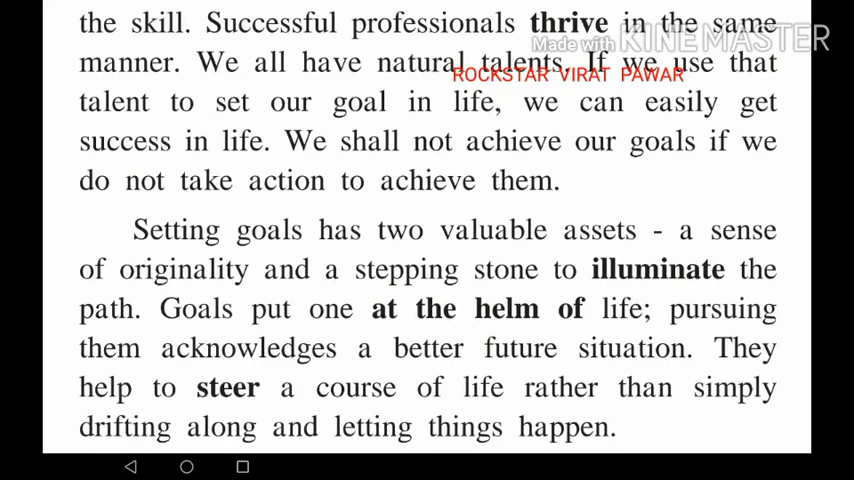 the skill. Successful professionals thrive in the same
Made with KINEMASTER
manner. We all have natural talents. If we use that
ROCKSTAR VIRAT PAWAR
talent to set our goal in life, we can easily get
success in life. We shall not achieve our goals if we
do not take action to achieve them.
Setting goals has two valuable assets - a sense
of originality and a stepping stone to illuminate the
path. Goals put one at the helm of life; pursuing
them acknowledges a better future situation. They
help to steer a course of life rather than simply
drifting along and letting things happen.